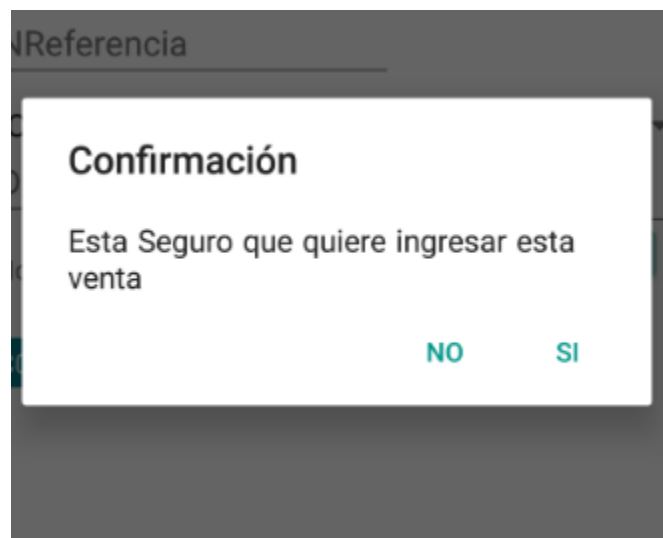 NReferencia
Confirmación
Esta Seguro que quiere ingresar esta
venta
NO SI